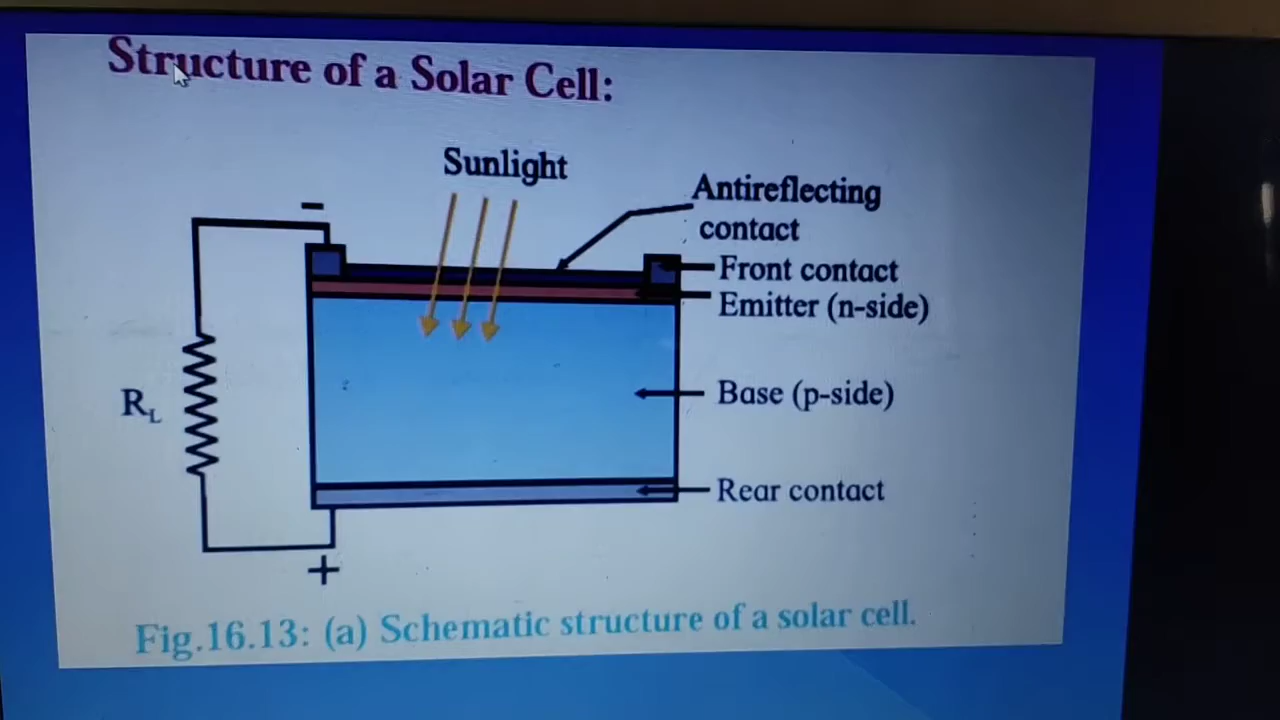 Structure of a Solar Cell:
Sunlight
Antireflecting
contact
Front contact
Emitter (n-side)
Base (p-side)
Rear contact
-
R_L
+
Fig.16.13: (a) Schematic structure of a solar cell.